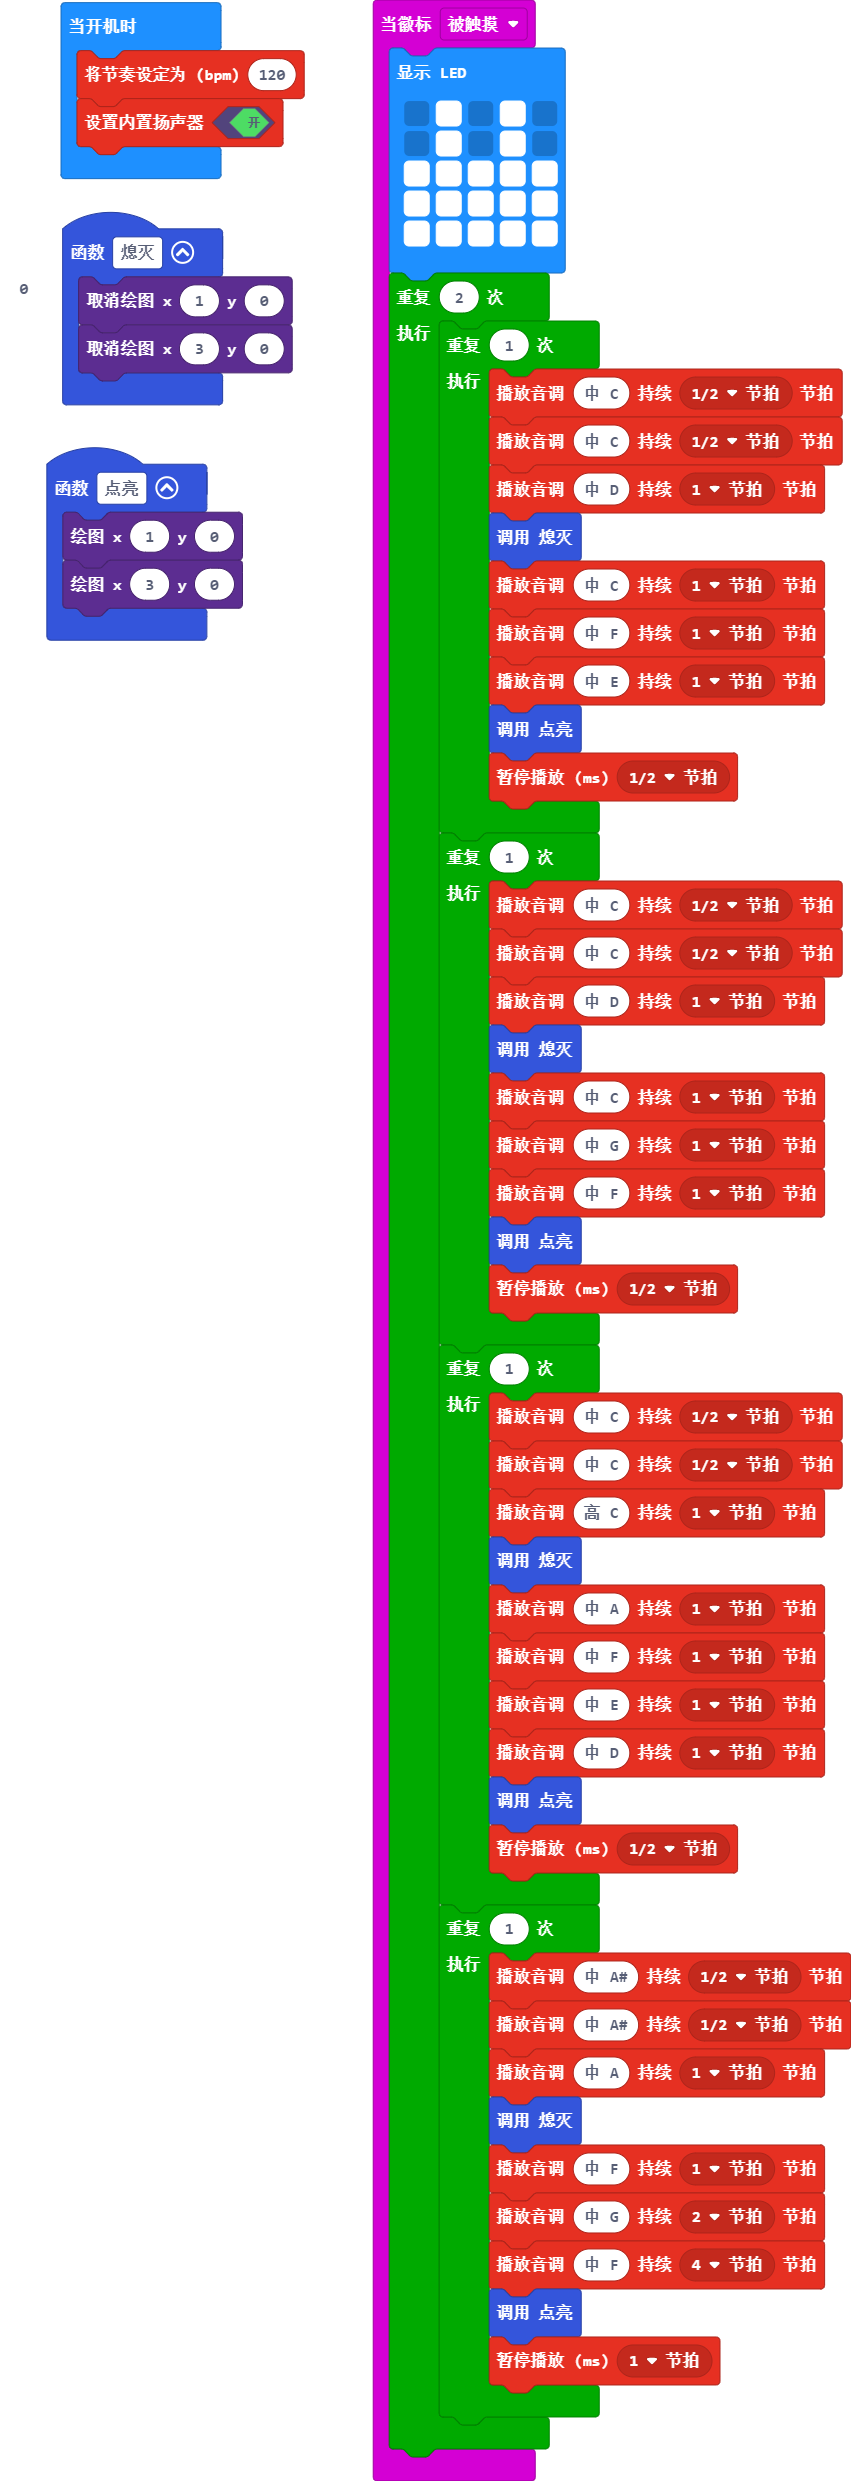 当开机时
将节奏设定为 (bpm) 120
设置内置扬声器 开
函数 熄灭
取消绘图 x 1 y 0
取消绘图 x 3 y 0
0
函数 点亮
绘图 x 1 y 0
绘图 x 3 y 0
当徽标 被触摸
显示 LED
重复 2 次
执行
重复 1 次
执行
播放音调 中 C 持续 1/2 节拍 节拍
播放音调 中 C 持续 1/2 节拍 节拍
播放音调 中 D 持续 1 节拍 节拍
调用 熄灭
播放音调 中 C 持续 1 节拍 节拍
播放音调 中 F 持续 1 节拍 节拍
播放音调 中 E 持续 1 节拍 节拍
调用 点亮
暂停播放 (ms) 1/2 节拍
重复 1 次
执行
播放音调 中 C 持续 1/2 节拍 节拍
播放音调 中 C 持续 1/2 节拍 节拍
播放音调 中 D 持续 1 节拍 节拍
调用 熄灭
播放音调 中 C 持续 1 节拍 节拍
播放音调 中 G 持续 1 节拍 节拍
播放音调 中 F 持续 1 节拍 节拍
调用 点亮
暂停播放 (ms) 1/2 节拍
重复 1 次
执行
播放音调 中 C 持续 1/2 节拍 节拍
播放音调 中 C 持续 1/2 节拍 节拍
播放音调 高 C 持续 1 节拍 节拍
调用 熄灭
播放音调 中 A 持续 1 节拍 节拍
播放音调 中 F 持续 1 节拍 节拍
播放音调 中 E 持续 1 节拍 节拍
播放音调 中 D 持续 1 节拍 节拍
调用 点亮
暂停播放 (ms) 1/2 节拍
重复 1 次
执行
播放音调 中 A# 持续 1/2 节拍 节拍
播放音调 中 A# 持续 1/2 节拍 节拍
播放音调 中 A 持续 1 节拍 节拍
调用 熄灭
播放音调 中 F 持续 1 节拍 节拍
播放音调 中 G 持续 2 节拍 节拍
播放音调 中 F 持续 4 节拍 节拍
调用 点亮
暂停播放 (ms) 1 节拍